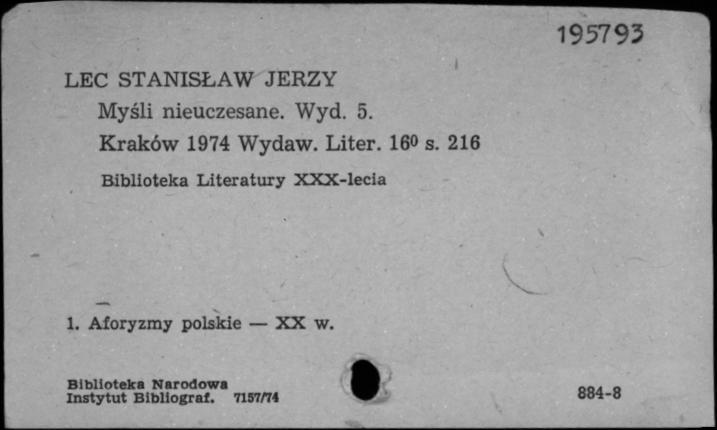 195793
LEC STANISŁAW JERZY
Myśli nieuczesane. Wyd. 5.
Kraków 1974 Wydaw. Liter. 16⁰ s. 216
Biblioteka Literatury XXX-lecia
1. Aforyzmy polskie — XX w.
Biblioteka Narodowa
Instytut Bibliograf. 7157/74
884-8